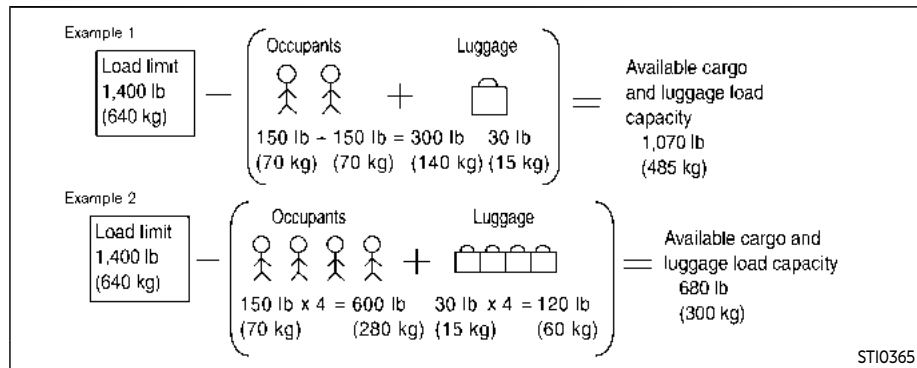 Example 1
Load limit
1,400 lb
(640 kg)
Occupants
Luggage
150 lb + 150 lb = 300 lb 30 lb
(70 kg) (70 kg) (140 kg) (15 kg)
Available cargo
and luggage load
capacity
1,070 lb
(485 kg)
Example 2
Load limit
1,400 lb
(640 kg)
Occupants
Luggage
150 lb x 4 = 600 lb 30 lb x 4 = 120 lb
(70 kg) (280 kg) (15 kg) (60 kg)
Available cargo and
luggage load capacity
680 lb
(300 kg)
STI0365